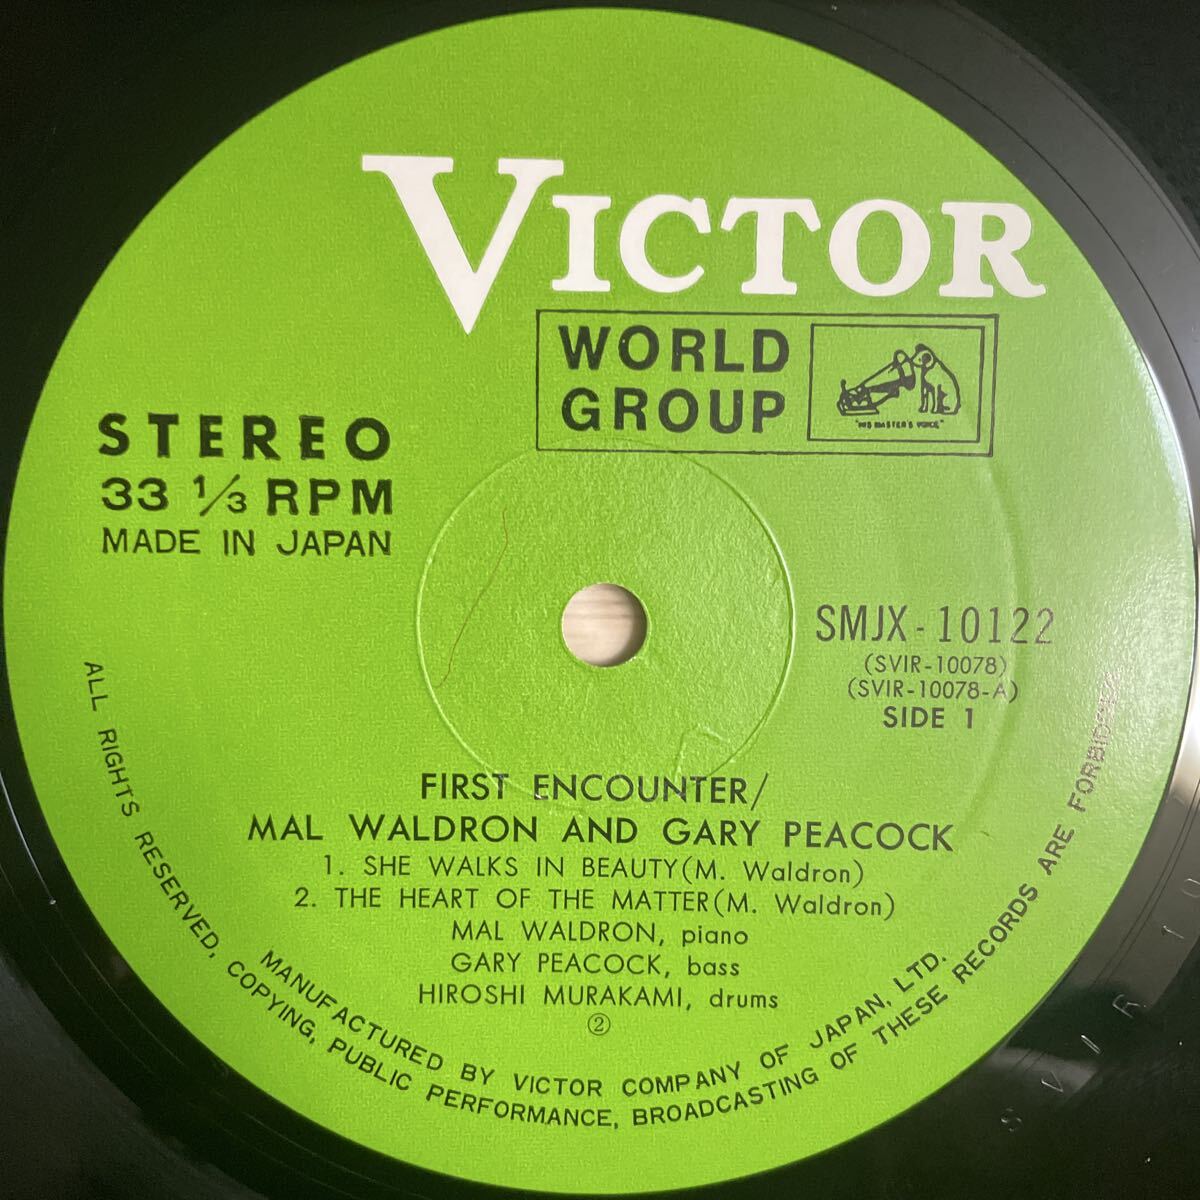 VICTOR
WORLD
GROUP
"HIS MASTER'S VOICE"
STEREO
33 1/3 RPM
MADE IN JAPAN
SMJX-10122
(SVIR-10078)
(SVIR-10078-A)
SIDE 1
FIRST ENCOUNTER/
MAL WALDRON AND GARY PEACOCK
1. SHE WALKS IN BEAUTY(M. Waldron)
2. THE HEART OF THE MATTER(M. Waldron)
MAL WALDRON, piano
GARY PEACOCK, bass
HIROSHI MURAKAMI, drums
②
MANUFACTURED BY VICTOR COMPANY OF JAPAN, LTD.
ALL RIGHTS RESERVED, COPYING, PUBLIC PERFORMANCE, BROADCASTING OF THESE RECORDS ARE FORBIDDEN